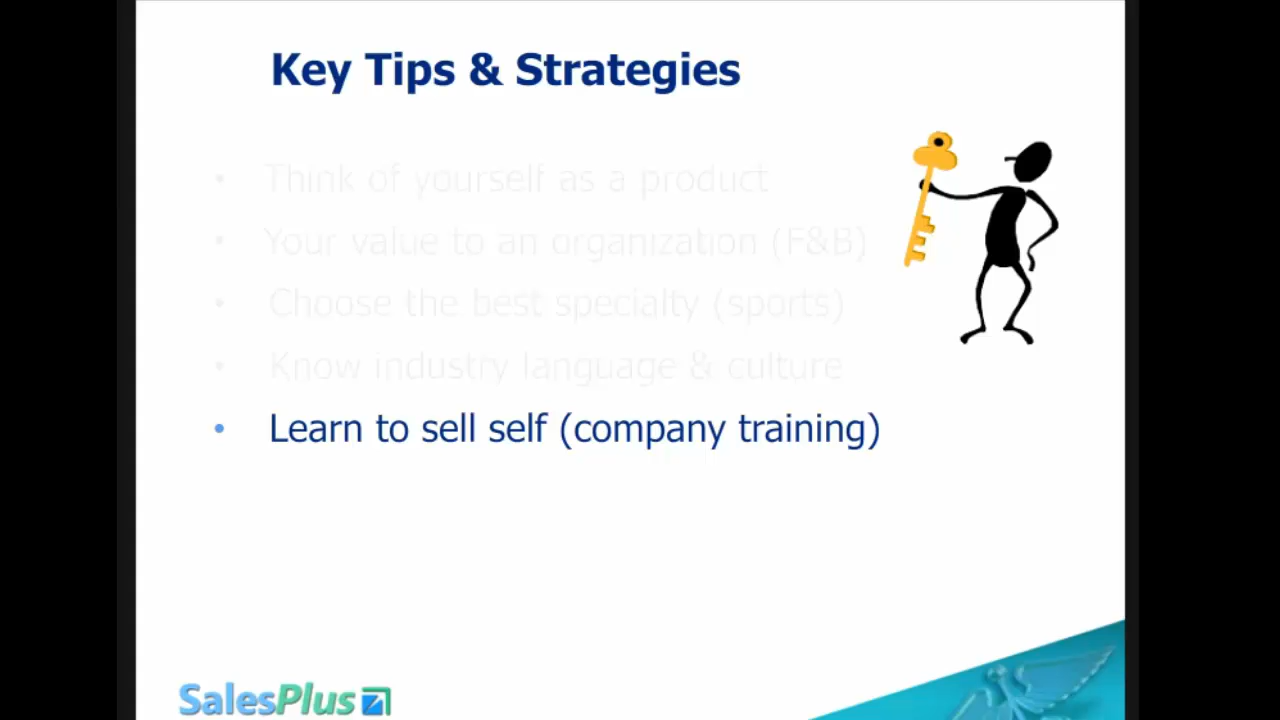 Key Tips & Strategies
• Think of yourself as a product
• Your value to an organization (F&B)
• Choose the best specialty (sports)
• Know industry language & culture
• Learn to sell self (company training)
SalesPlus